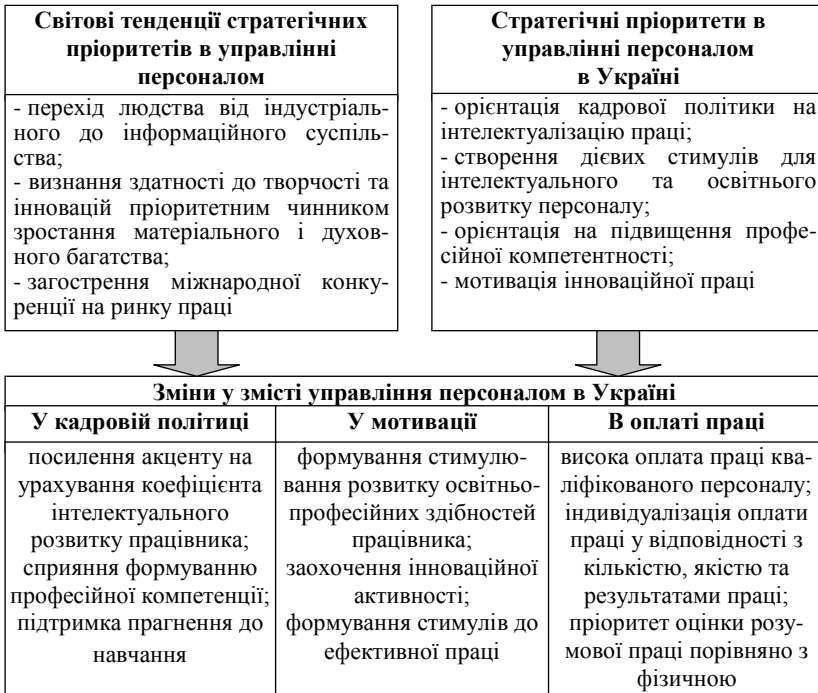 Світові тенденції стратегічних
пріоритетів в управлінні
персоналом
- перехід людства від індустріаль-
ного до інформаційного суспіль-
ства;
- визнання здатності до творчості та
інновацій пріоритетним чинником
зростання матеріального і духов-
ного багатства;
- загострення міжнародної конку-
ренції на ринку праці
Стратегічні пріоритети в
управлінні персоналом
в Україні
- орієнтація кадрової політики на
інтелектуалізацію праці;
- створення дієвих стимулів для
інтелектуального та освітнього
розвитку персоналу;
- орієнтація на підвищення профе-
сійної компетентності;
- мотивація інноваційної праці
Зміни у змісті управління персоналом в Україні
У кадровій політиці
посилення акценту на
урахування коефіцієнта
інтелектуального
розвитку працівника;
сприяння формуванню
професійної компетенції;
підтримка прагнення до
навчання
У мотивації
формування стимулю-
вання розвитку освітньо-
професійних здібностей
працівника;
заохочення інноваційної
активності;
формування стимулів до
ефективної праці
В оплаті праці
висока оплата праці ква-
ліфікованого персоналу;
індивідуалізація оплати
праці у відповідності з
кількістю, якістю та
результатами праці;
пріоритет оцінки розу-
мової праці порівняно з
фізичною